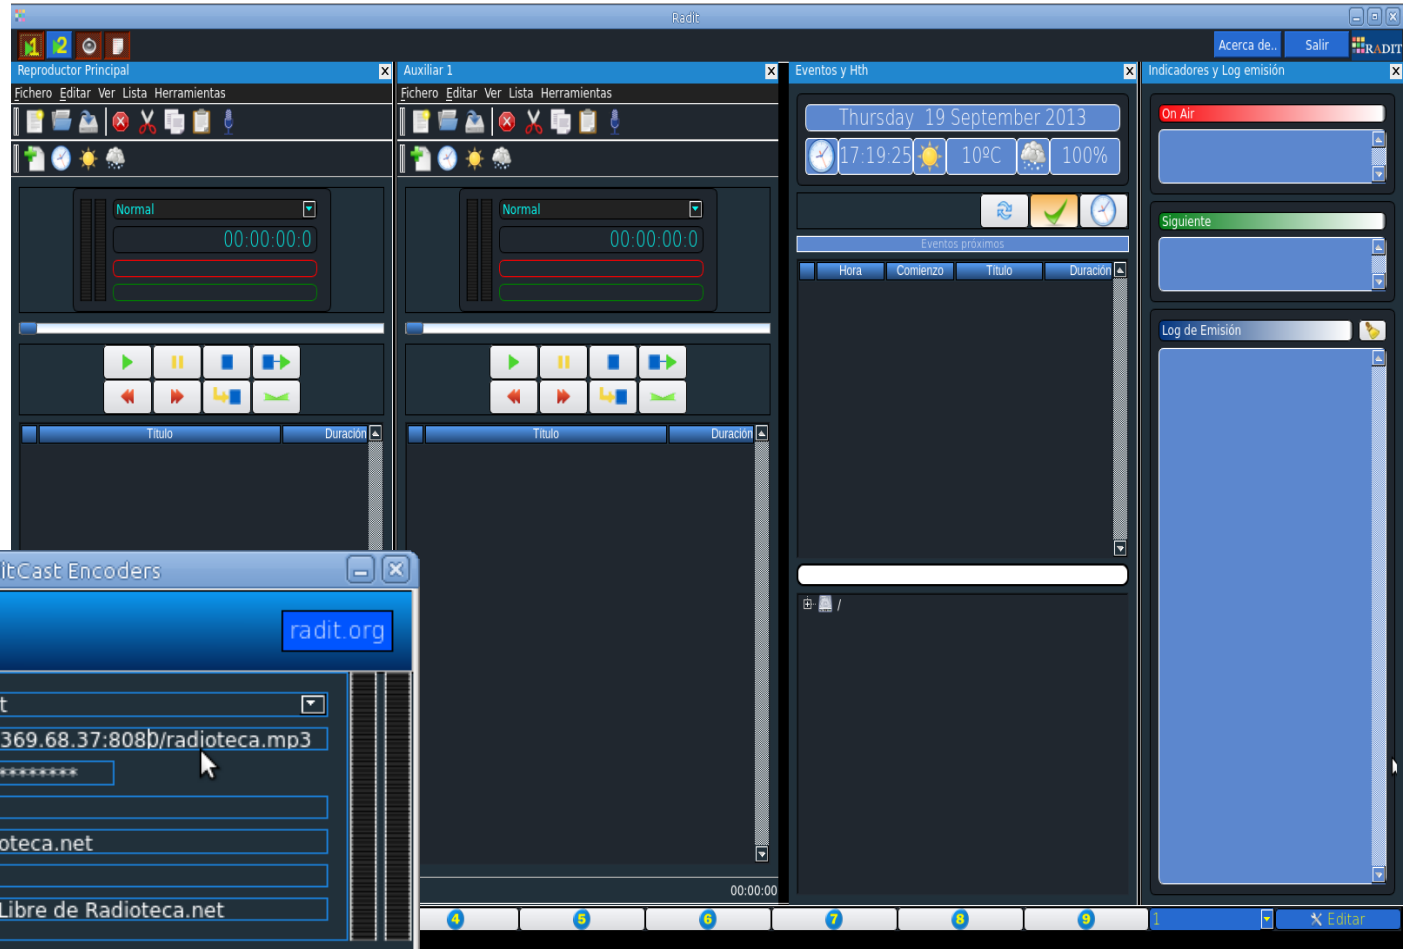 Radit
1 2
Acerca de.. Salir RADIT
Reproductor Principal X
Auxiliar 1 X
Eventos y Hth X
Indicadores y Log emisión X
Fichero Editar Ver Lista Herramientas
Fichero Editar Ver Lista Herramientas
Thursday 19 September 2013
17:19:25 10ºC 100%
On Air
Normal
00:00:00:0
Normal
00:00:00:0
Siguiente
Eventos próximos
Hora Comienzo Título Duración
Log de Emisión
Título Duración
Título Duración
itCast Encoders
radit.org
t
369.68.37:8080/radioteca.mp3
********
oteca.net
Libre de Radioteca.net
/
00:00:00
4 5 6 7 8 9 1 Editar